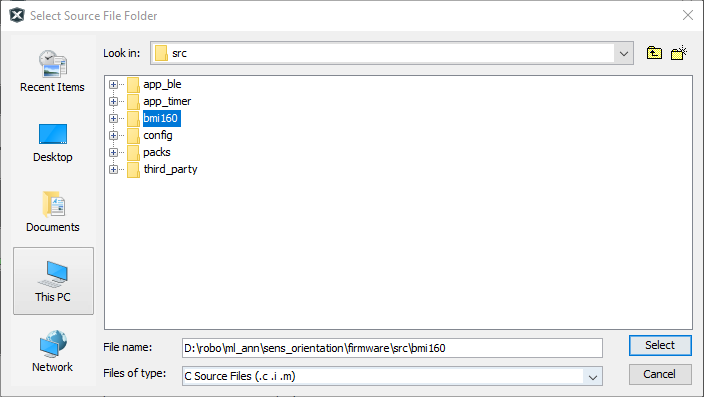 Select Source File Folder
Look in:
src
Recent Items
Desktop
Documents
This PC
Network
app_ble
app_timer
bmi160
config
packs
third_party
File name:
D:\robo\ml_ann\sens_orientation\firmware\src\bmi160
Select
Files of type:
C Source Files (.c .i .m)
Cancel